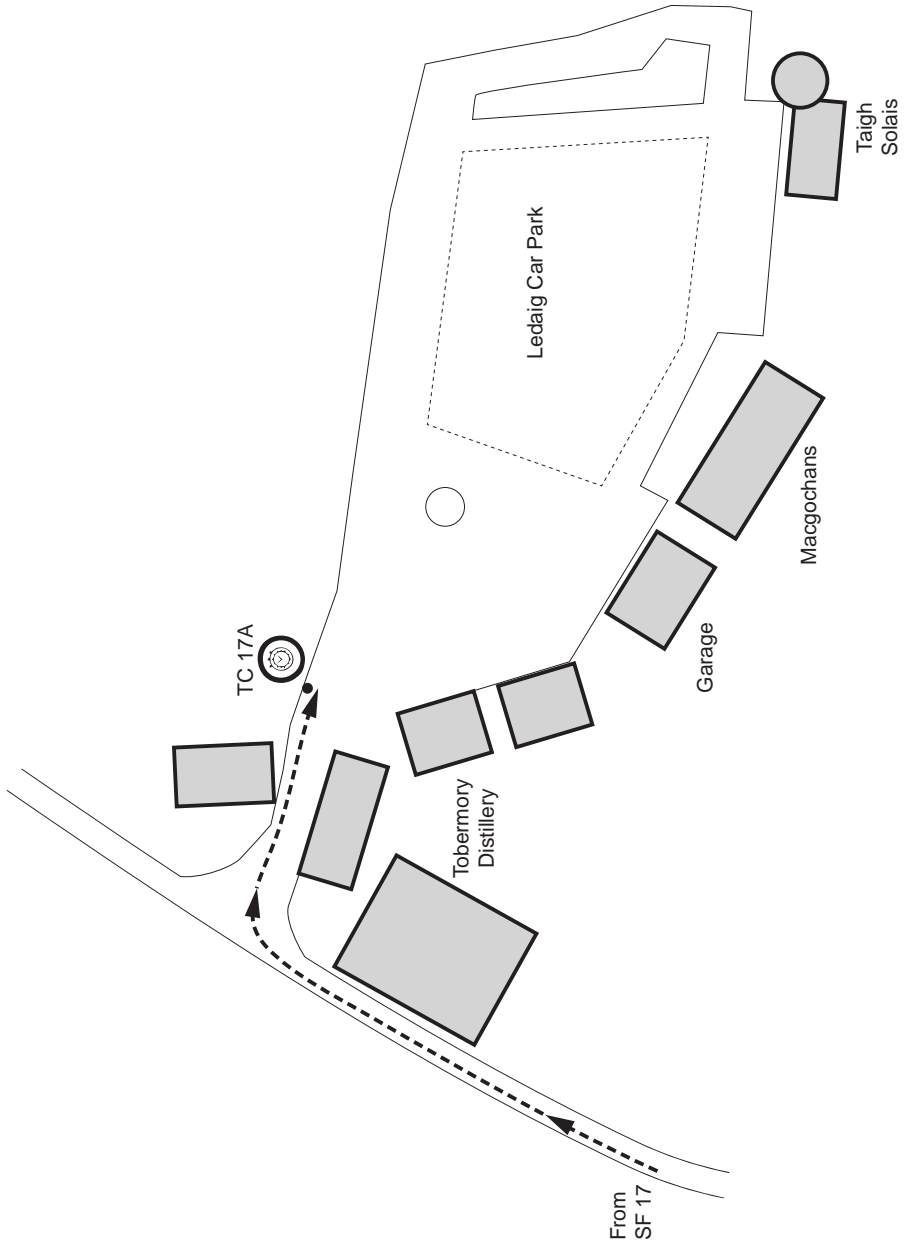 From
SF 17
TC 17A
Tobermory
Distillery
Garage
Macgochans
Ledaig Car Park
Taigh
Solais